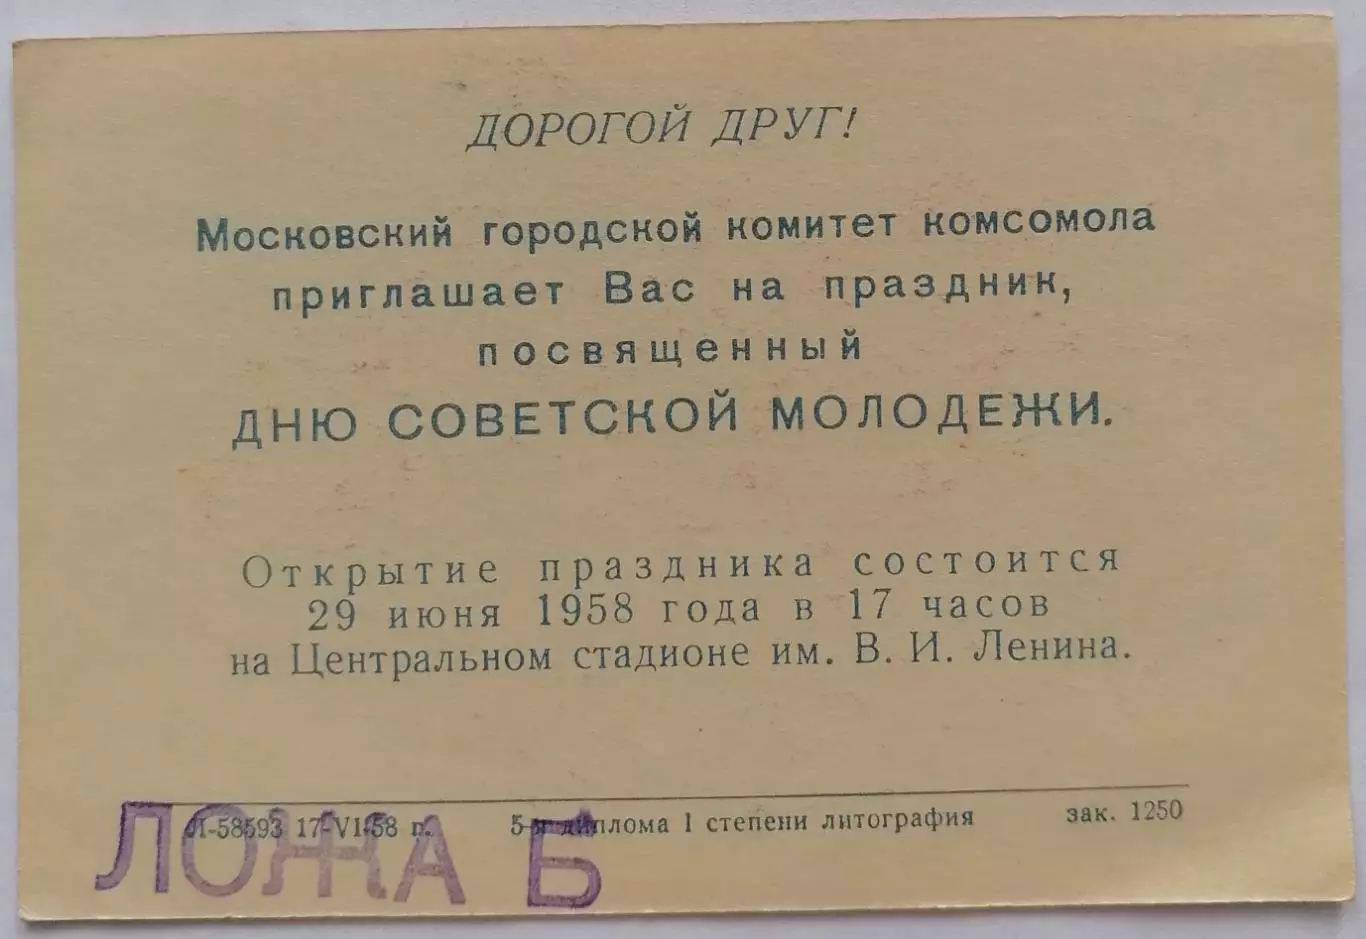 ДОРОГОЙ ДРУГ!
Московский городской комитет комсомола
приглашает Вас на праздник,
посвященный
ДНЮ СОВЕТСКОЙ МОЛОДЕЖИ.
Открытие праздника состоится
29 июня 1958 года в 17 часов
на Центральном стадионе им. В. И. Ленина.
Л-58593 17-VI-58 г. 5-я диплома 1 степени литография зак. 1250
ЛОЖА Б